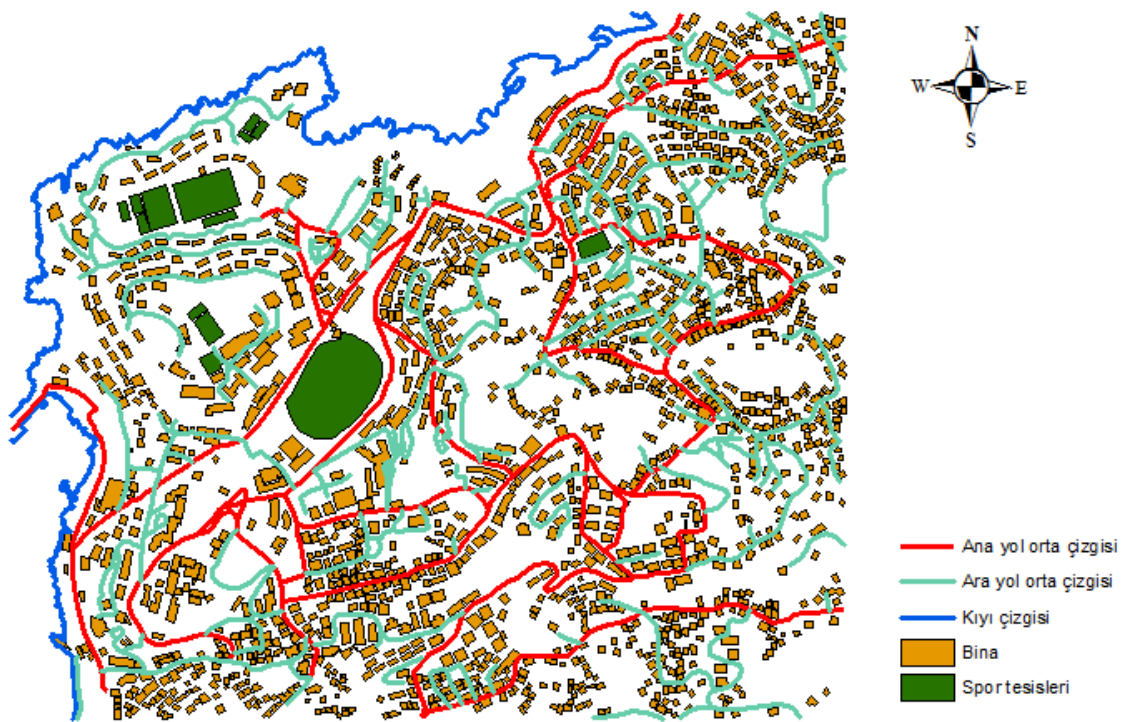 N
W E
S
Ana yol orta çizgisi
Ara yol orta çizgisi
Kıyı çizgisi
Bina
Spor tesisleri